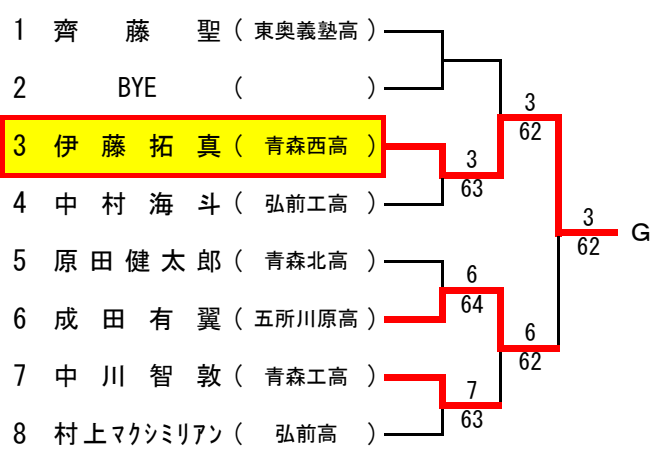 1 齊藤 聖 ( 東奥義塾高 )
2 BYE ( )
3 伊藤拓真 ( 青森西高 )
4 中村海斗 ( 弘前工高 )
5 原田健太郎 ( 青森北高 )
6 成田有翼 ( 五所川原高 )
7 中川智敦 ( 青森工高 )
8 村上マクシミリアン ( 弘前高 )
3
63
6
64
7
63
3
62
6
62
3
62
G